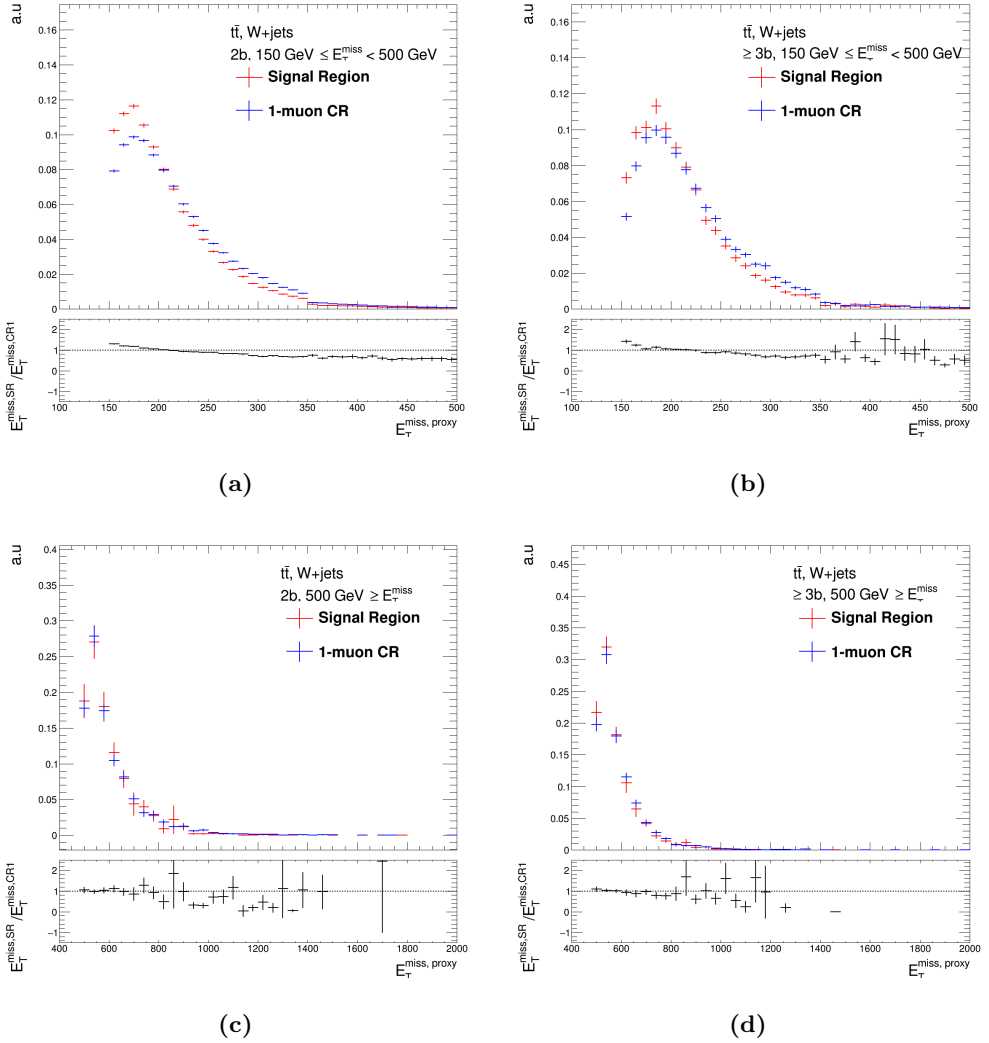 a.u
0.16
0.14
0.12
0.1
0.08
0.06
0.04
0.02
0
tt̄, W+jets
2b, 150 GeV ≤ E_T^miss < 500 GeV
Signal Region
1-muon CR
E_T^miss,SR /E_T^miss,CR1
2
1
0
−1
100 150 200 250 300 350 400 450 500
E_T^miss, proxy
(a)
a.u
0.16
0.14
0.12
0.1
0.08
0.06
0.04
0.02
0
tt̄, W+jets
≥ 3b, 150 GeV ≤ E_T^miss < 500 GeV
Signal Region
1-muon CR
E_T^miss,SR /E_T^miss,CR1
2
1
0
−1
100 150 200 250 300 350 400 450 500
E_T^miss, proxy
(b)
a.u
0.4
0.35
0.3
0.25
0.2
0.15
0.1
0.05
0
tt̄, W+jets
2b, 500 GeV ≥ E_T^miss
Signal Region
1-muon CR
E_T^miss,SR /E_T^miss,CR1
2
1
0
−1
400 600 800 1000 1200 1400 1600 1800 2000
E_T^miss, proxy
(c)
a.u
0.45
0.4
0.35
0.3
0.25
0.2
0.15
0.1
0.05
0
tt̄, W+jets
≥ 3b, 500 GeV ≥ E_T^miss
Signal Region
1-muon CR
E_T^miss,SR /E_T^miss,CR1
2
1
0
−1
400 600 800 1000 1200 1400 1600 1800 2000
E_T^miss, proxy
(d)